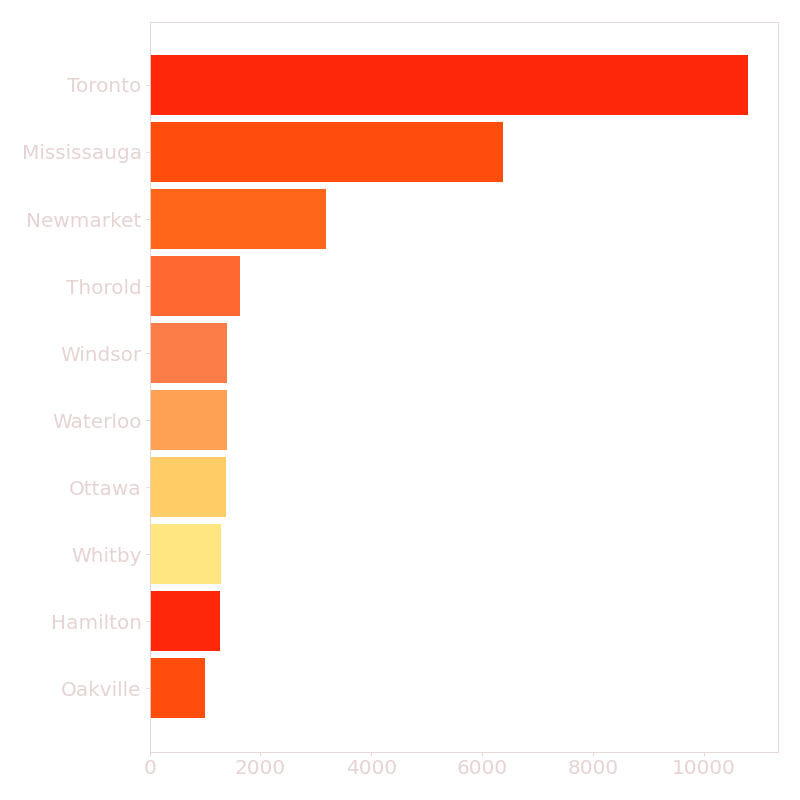 Toronto
Mississauga
Newmarket
Thorold
Windsor
Waterloo
Ottawa
Whitby
Hamilton
Oakville
0 2000 4000 6000 8000 10000